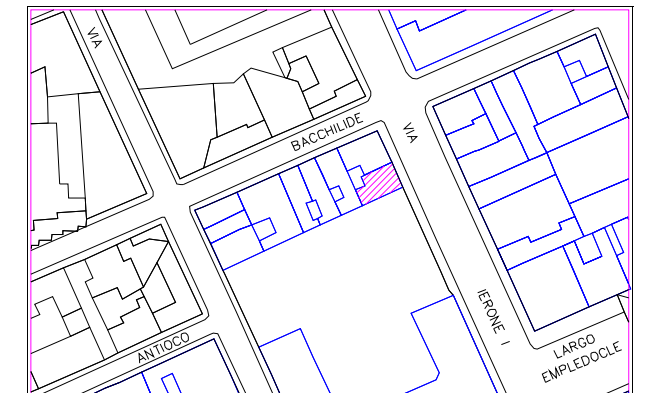 VIA
BACCHILIDE
VIA
IERONE I
ANTIOCO
LARGO
EMPLEDOCLE